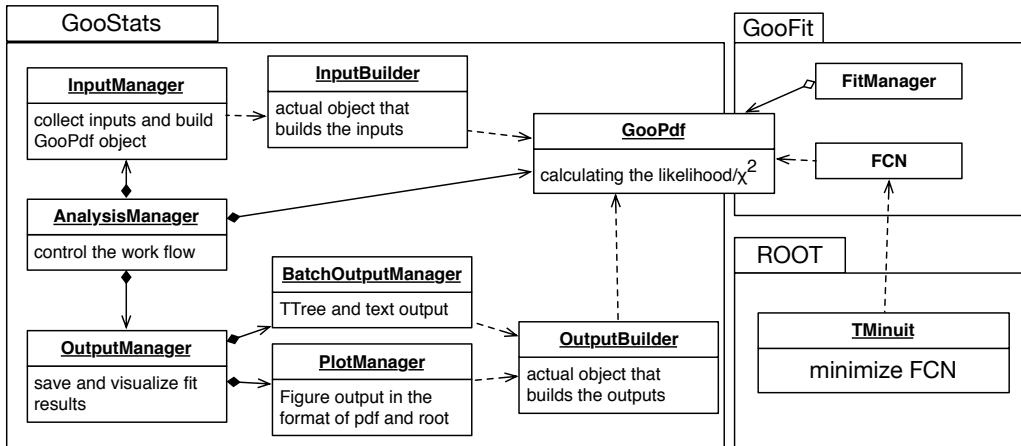 GooStats
InputManager
collect inputs and build
GooPdf object
InputBuilder
actual object that
builds the inputs
AnalysisManager
control the work flow
GooPdf
calculating the likelihood/χ²
BatchOutputManager
TTree and text output
OutputManager
save and visualize fit
results
PlotManager
Figure output in the
format of pdf and root
OutputBuilder
actual object that
builds the outputs
GooFit
FitManager
FCN
ROOT
TMinuit
minimize FCN